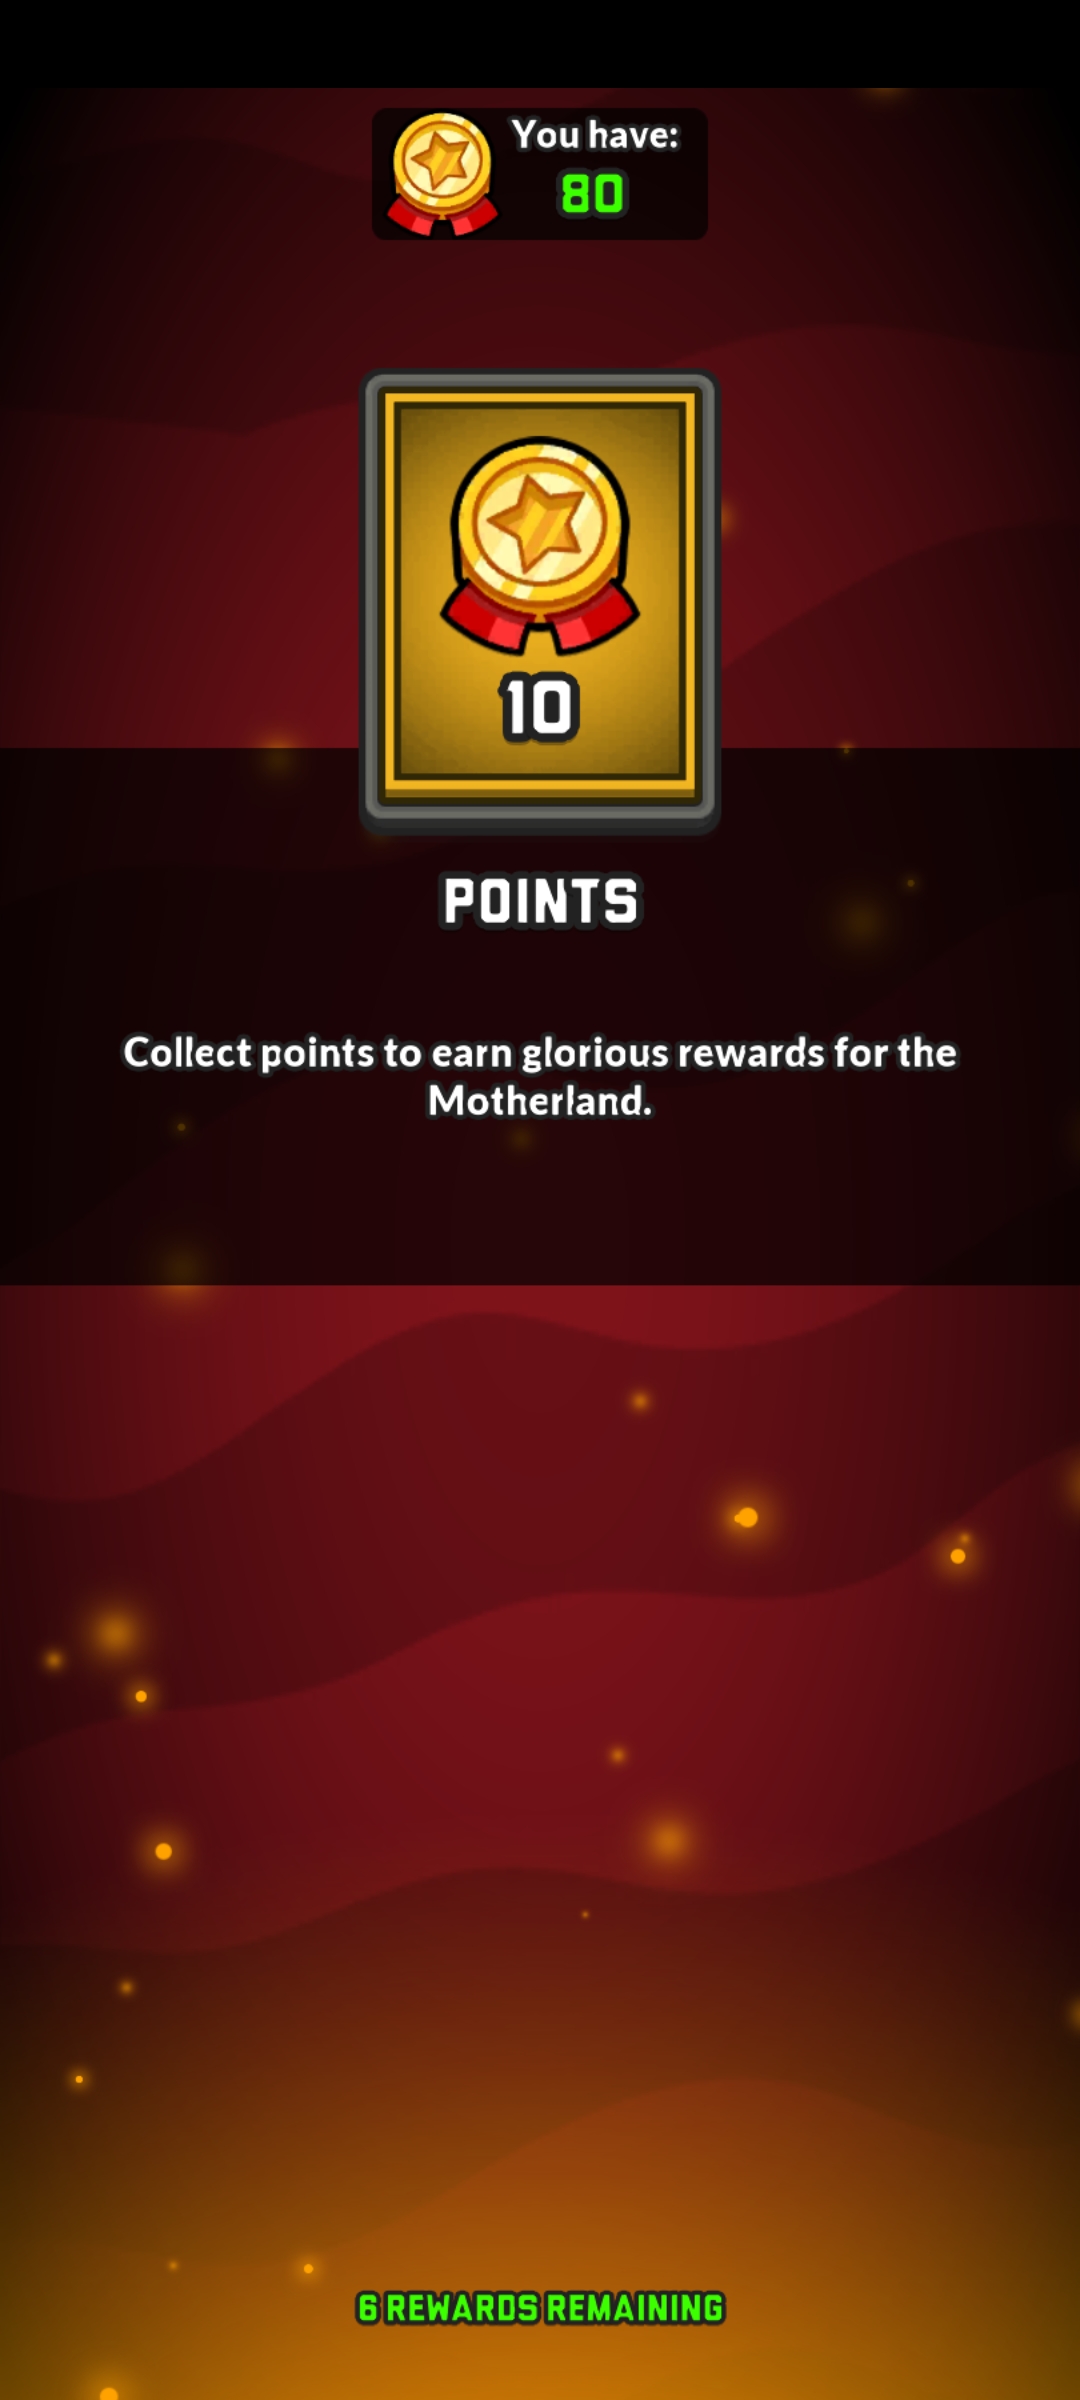 You have:
80
10
POINTS
Collect points to earn glorious rewards for the
Motherland.
6 REWARDS REMAINING